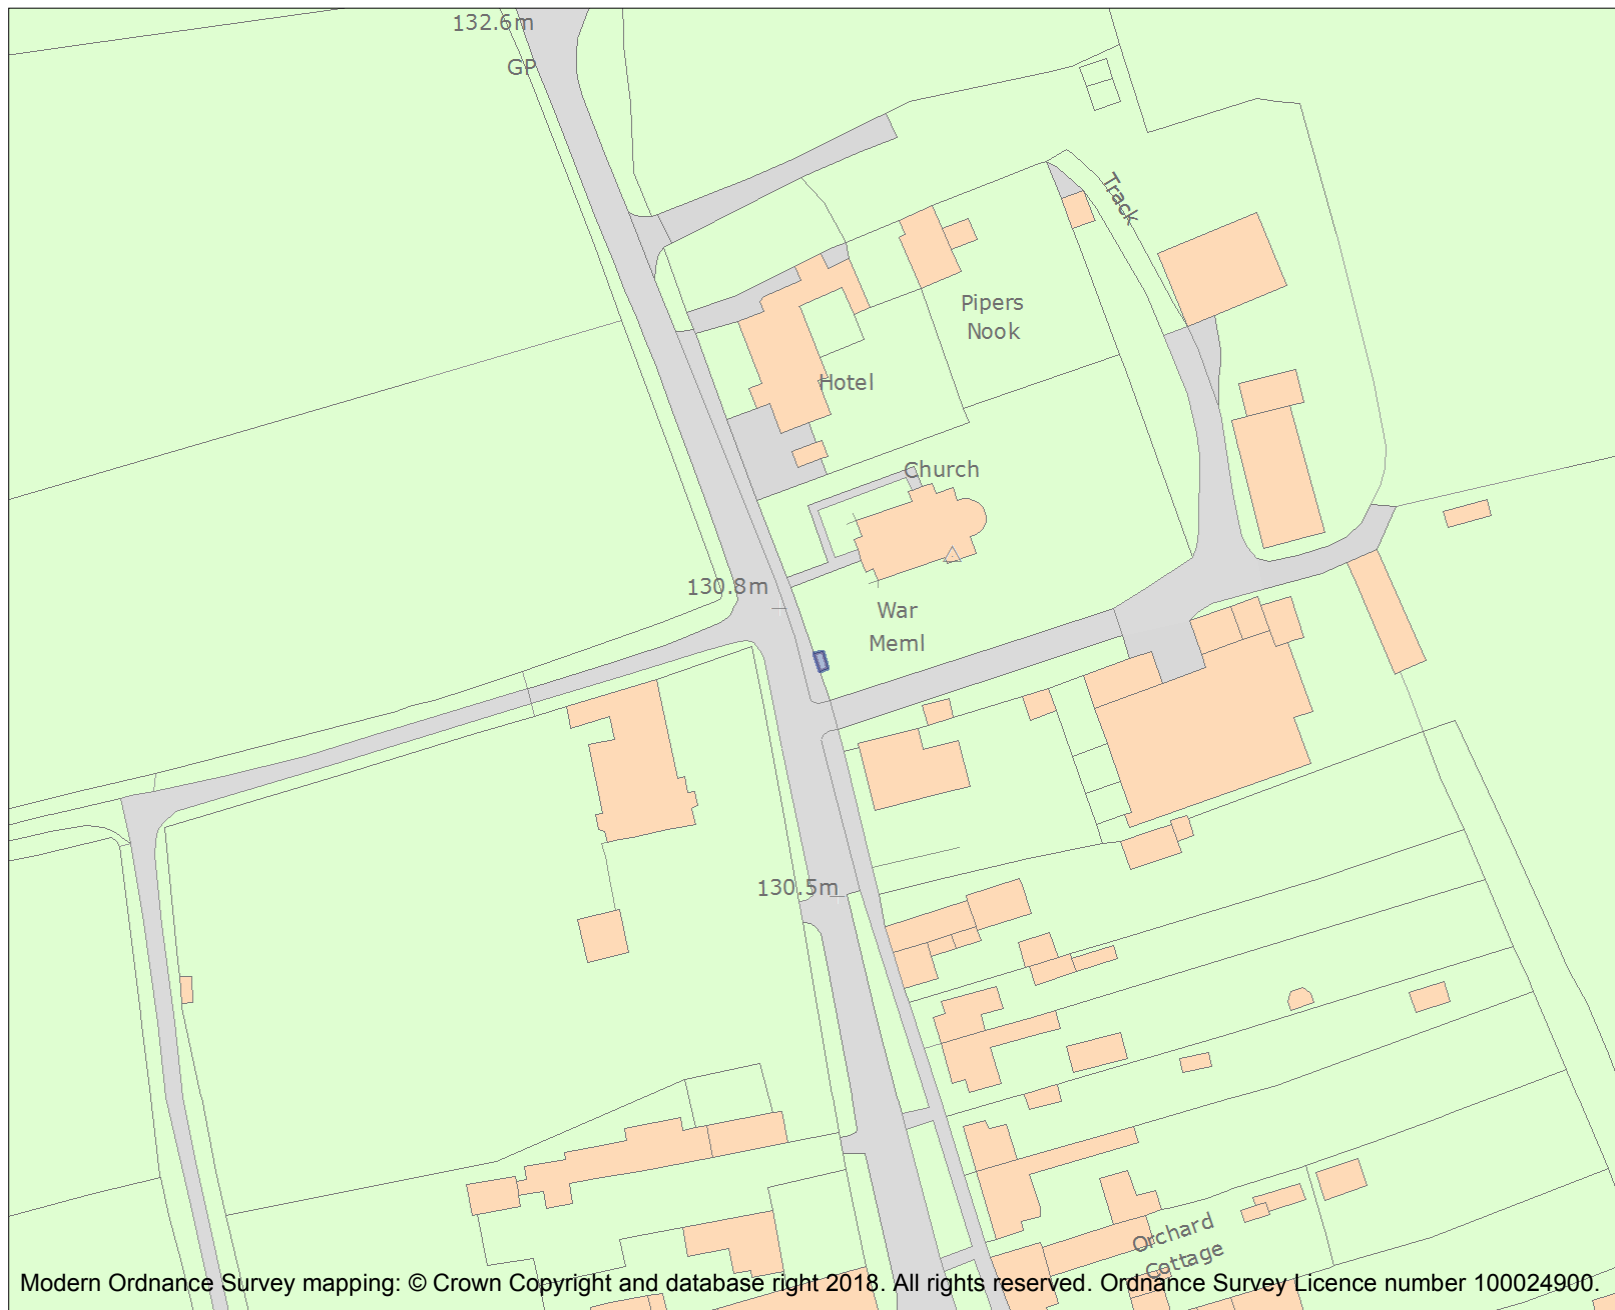 132.6m
GP
Track
Pipers
Nook
Hotel
Church
130.8m
War
Meml
130.5m
Orchard
Cottage
Modern Ordnance Survey mapping: © Crown Copyright and database right 2018. All rights reserved. Ordnance Survey Licence number 100024900.